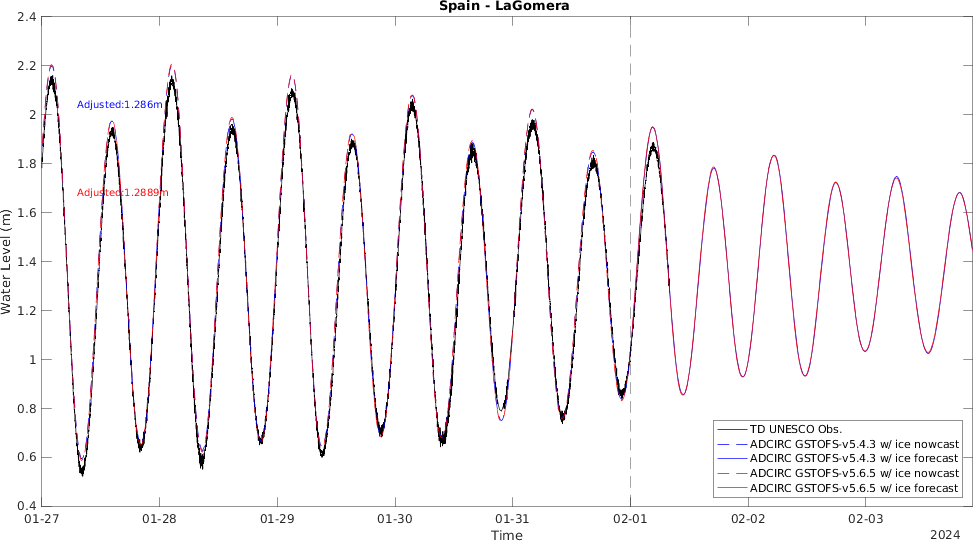 Spain - LaGomera
2.4
2.2
2
1.8
1.6
1.4
1.2
1
0.8
0.6
0.4
Water Level (m)
Adjusted:1.286m
Adjusted:1.2889m
TD UNESCO Obs.
ADCIRC GSTOFS-v5.4.3 w/ ice nowcast
ADCIRC GSTOFS-v5.4.3 w/ ice forecast
ADCIRC GSTOFS-v5.6.5 w/ ice nowcast
ADCIRC GSTOFS-v5.6.5 w/ ice forecast
01-27 01-28 01-29 01-30 01-31 02-01 02-02 02-03
Time
2024